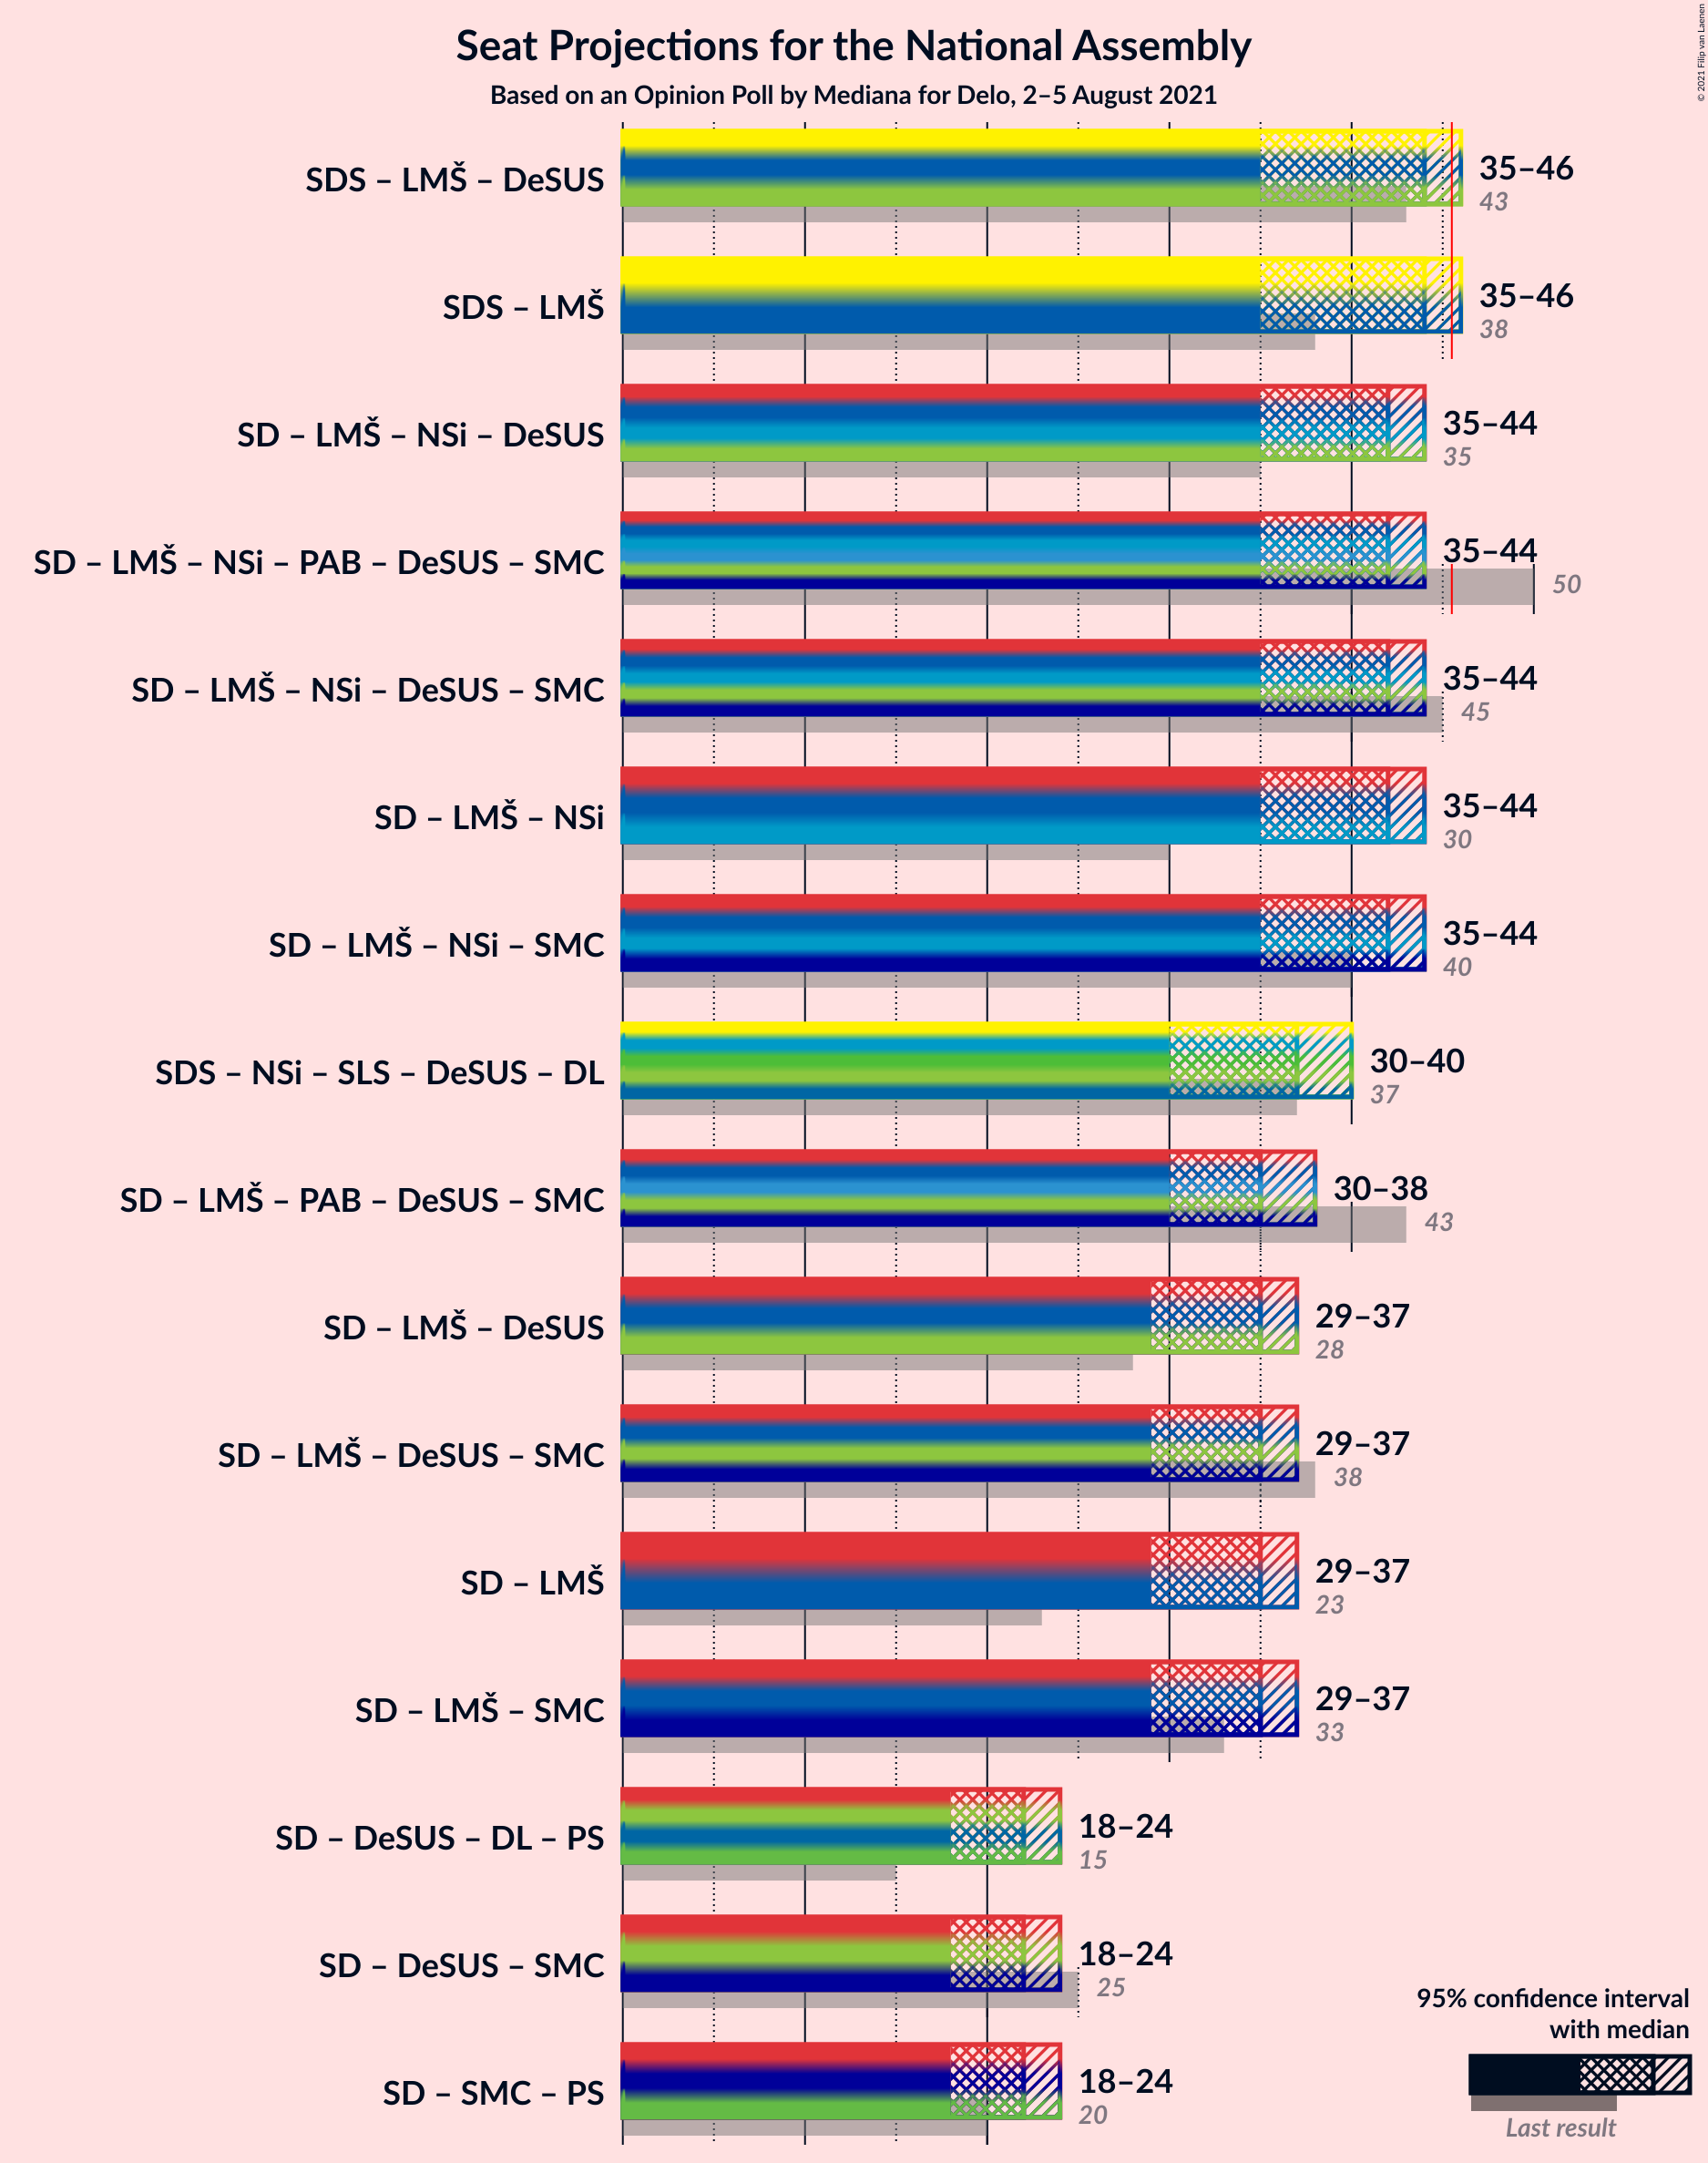 © 2021 Filip van Laenen
Seat Projections for the National Assembly
Based on an Opinion Poll by Mediana for Delo, 2–5 August 2021
SDS – LMŠ – DeSUS
35–46
43
SDS – LMŠ
35–46
38
SD – LMŠ – NSi – DeSUS
35–44
35
SD – LMŠ – NSi – PAB – DeSUS – SMC
35–44
50
SD – LMŠ – NSi – DeSUS – SMC
35–44
45
SD – LMŠ – NSi
35–44
30
SD – LMŠ – NSi – SMC
35–44
40
SDS – NSi – SLS – DeSUS – DL
30–40
37
SD – LMŠ – PAB – DeSUS – SMC
30–38
43
SD – LMŠ – DeSUS
29–37
28
SD – LMŠ – DeSUS – SMC
29–37
38
SD – LMŠ
29–37
23
SD – LMŠ – SMC
29–37
33
SD – DeSUS – DL – PS
18–24
15
SD – DeSUS – SMC
18–24
25
SD – SMC – PS
18–24
20
95% confidence interval
with median
Last result